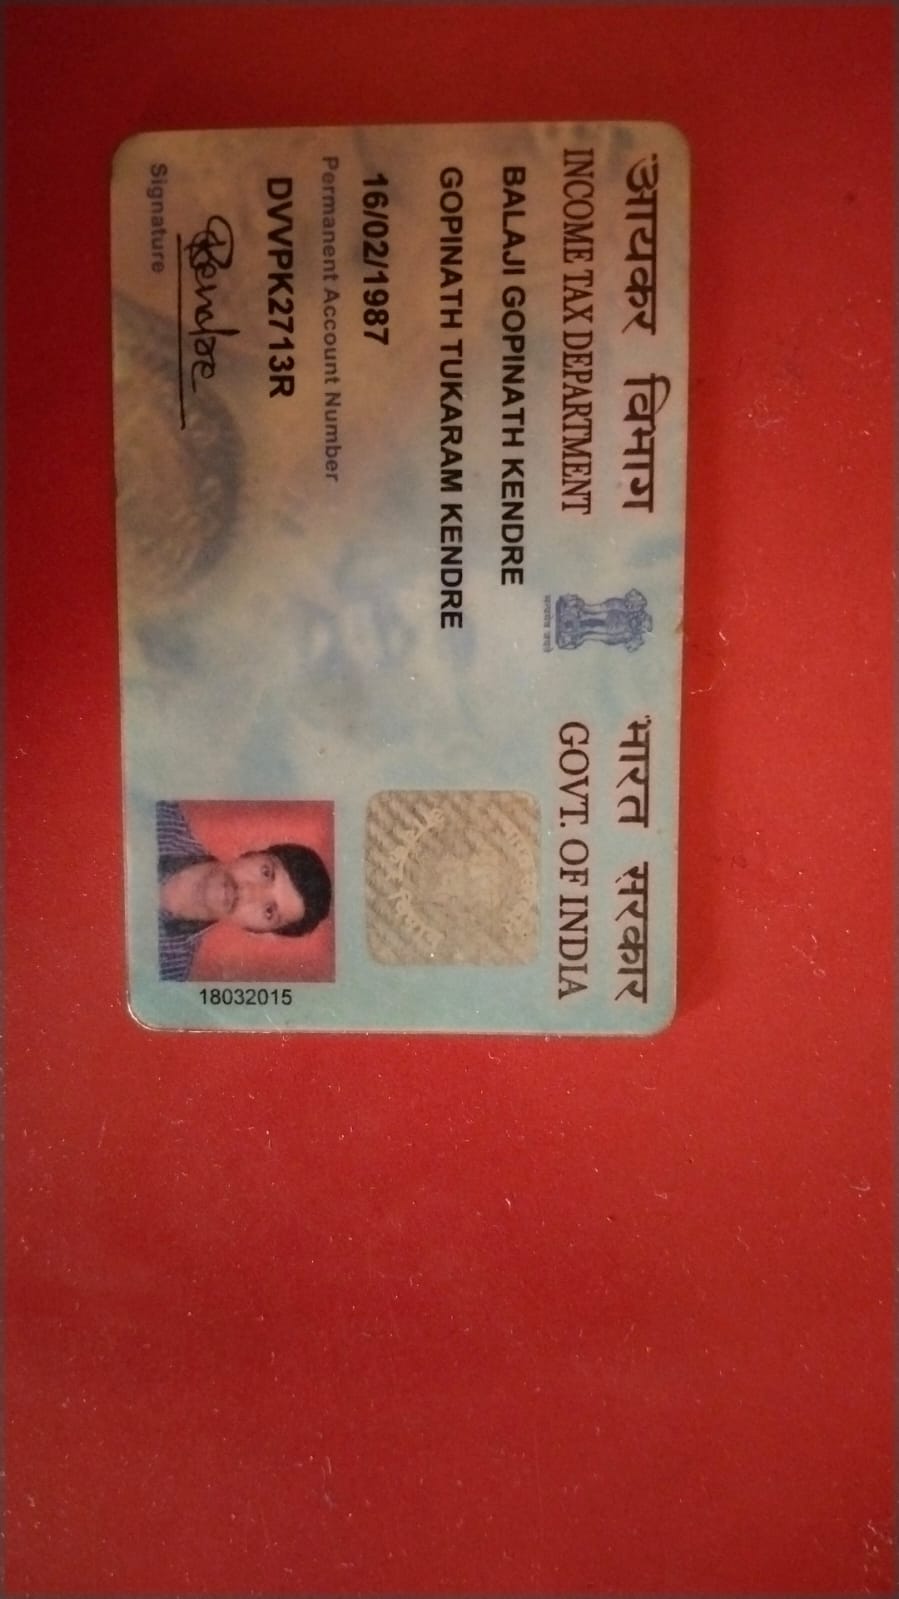 आयकर विभाग
भारत सरकार
INCOME TAX DEPARTMENT
GOVT. OF INDIA
सत्यमेव जयते
BALAJI GOPINATH KENDRE
GOPINATH TUKARAM KENDRE
16/02/1987
Permanent Account Number
DVVPK2713R
Kendre
Signature
18032015